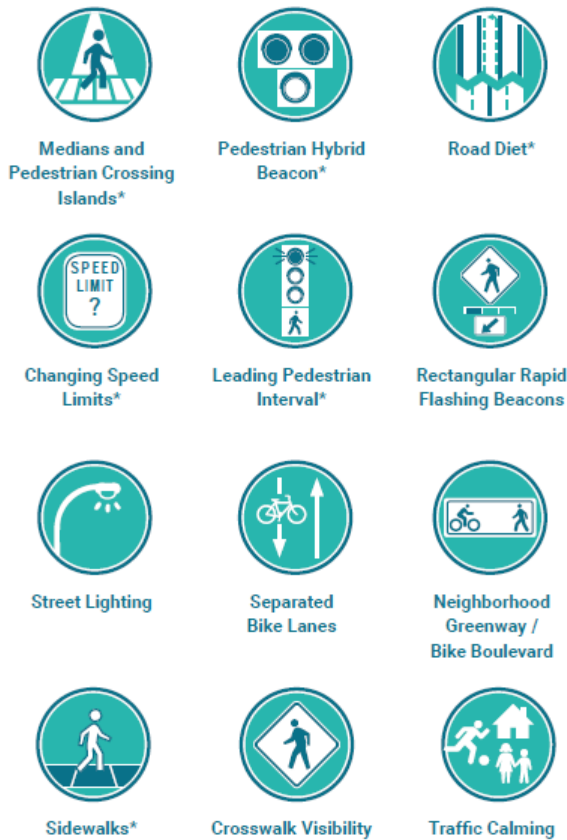 Medians and
Pedestrian Crossing
Islands*
Pedestrian Hybrid
Beacon*
Road Diet*
SPEED
LIMIT
?
Changing Speed
Limits*
Leading Pedestrian
Interval*
Rectangular Rapid
Flashing Beacons
Street Lighting
Separated
Bike Lanes
Neighborhood
Greenway /
Bike Boulevard
Sidewalks*
Crosswalk Visibility
Traffic Calming